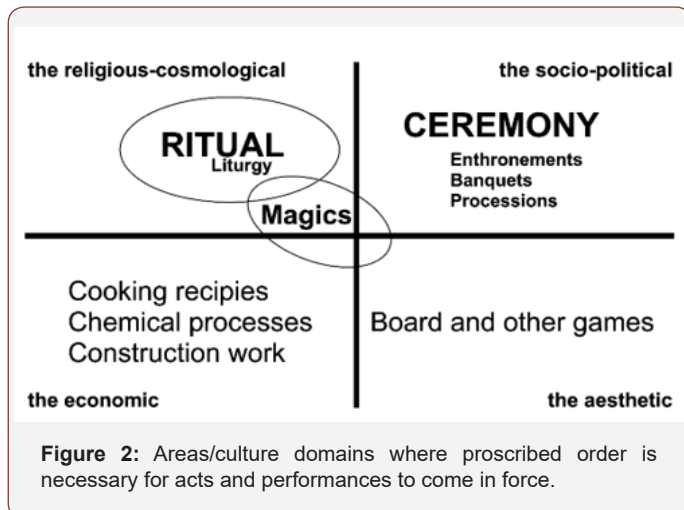 the religious-cosmological
the socio-political
RITUAL
Liturgy
CEREMONY
Enthronements
Banquets
Processions
Magics
Cooking recipies
Chemical processes
Construction work
Board and other games
the economic
the aesthetic
Figure 2: Areas/culture domains where proscribed order is
necessary for acts and performances to come in force.